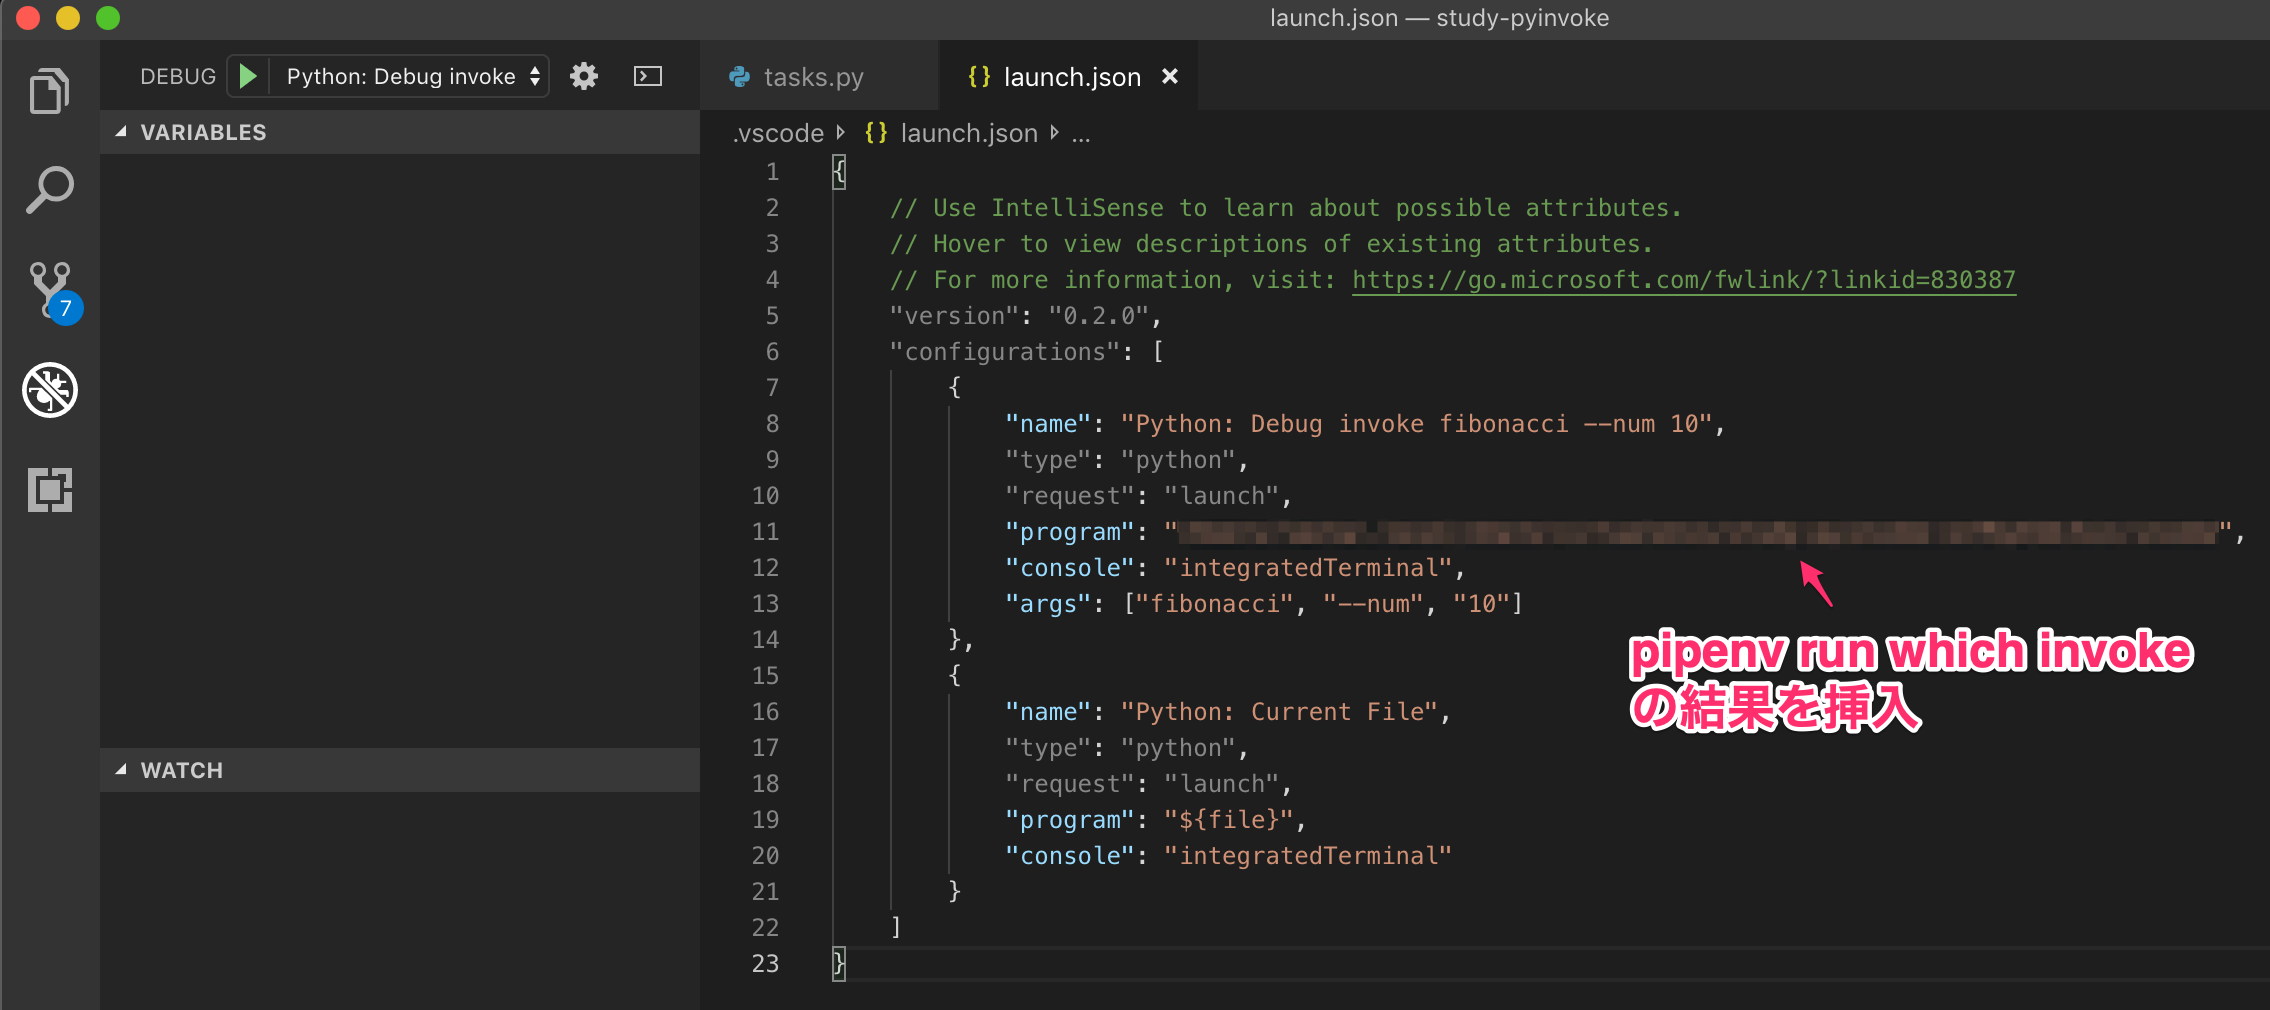 launch.json — study-pyinvoke
DEBUG Python: Debug invoke
tasks.py
{} launch.json ×
VARIABLES
.vscode {} launch.json ...
7
WATCH
1 {
2 // Use IntelliSense to learn about possible attributes.
3 // Hover to view descriptions of existing attributes.
4 // For more information, visit: https://go.microsoft.com/fwlink/?linkid=830387
5 "version": "0.2.0",
6 "configurations": [
7 {
8 "name": "Python: Debug invoke fibonacci --num 10",
9 "type": "python",
10 "request": "launch",
11 "program": "",
12 "console": "integratedTerminal",
13 "args": ["fibonacci", "--num", "10"]
14 },
15 {
16 "name": "Python: Current File",
17 "type": "python",
18 "request": "launch",
19 "program": "${file}",
20 "console": "integratedTerminal"
21 }
22 ]
23 }
pipenv run which invoke
の結果を挿入